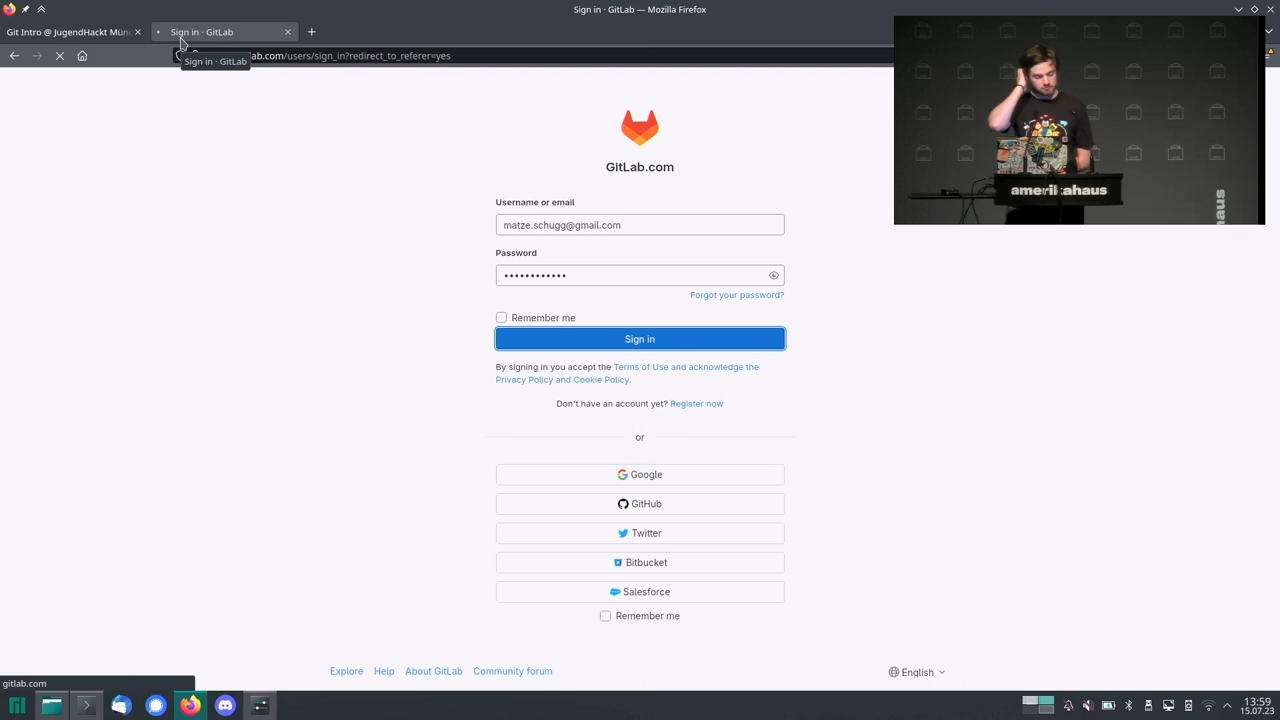 Sign in · GitLab — Mozilla Firefox
Git Intro @ JugendHackt Münc
Sign in · GitLab
lab.com/users/sign_in?redirect_to_referer=yes
Sign in · GitLab
GitLab.com
Username or email
matze.schugg@gmail.com
Password
Forgot your password?
Remember me
Sign in
By signing in you accept the Terms of Use and acknowledge the
Privacy Policy and Cookie Policy.
Don't have an account yet? Register now
or
Google
GitHub
Twitter
Bitbucket
Salesforce
Remember me
Explore Help About GitLab Community forum
English
gitlab.com
13:59
15.07.23
amerikahaus
haus